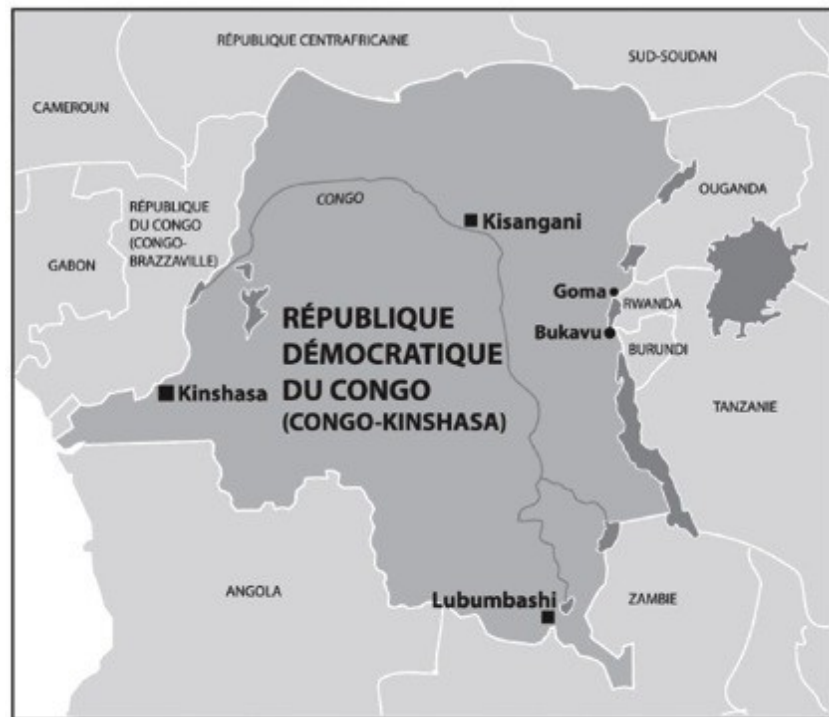 RÉPUBLIQUE CENTRAFRICAINE
SUD-SOUDAN
CAMEROUN
OUGANDA
CONGO
RÉPUBLIQUE
DU CONGO
(CONGO-
BRAZZAVILLE)
Kisangani
GABON
Goma
RWANDA
RÉPUBLIQUE
DÉMOCRATIQUE
DU CONGO
(CONGO-KINSHASA)
Bukavu
BURUNDI
Kinshasa
TANZANIE
ANGOLA
Lubumbashi
ZAMBIE